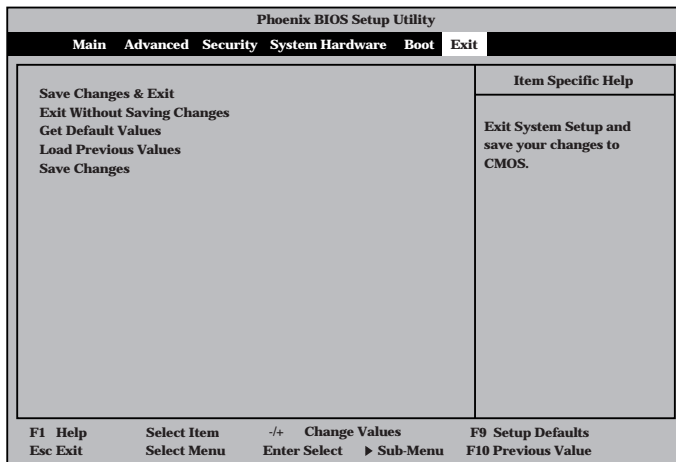 Phoenix BIOS Setup Utility
Main Advanced Security System Hardware Boot Exit
Save Changes & Exit
Exit Without Saving Changes
Get Default Values
Load Previous Values
Save Changes
Item Specific Help
Exit System Setup and
save your changes to
CMOS.
F1 Help Select Item -/+ Change Values F9 Setup Defaults
Esc Exit Select Menu Enter Select ▶ Sub-Menu F10 Previous Value